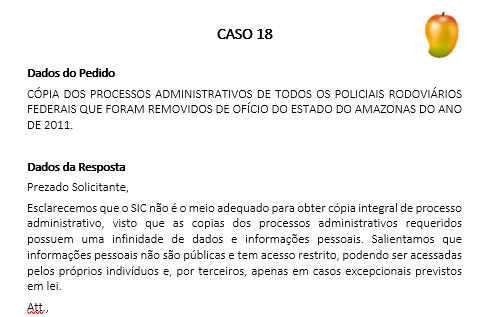 CASO 18
Dados do Pedido
CÓPIA DOS PROCESSOS ADMINISTRATIVOS DE TODOS OS POLICIAIS RODOVIÁRIOS
FEDERAIS QUE FORAM REMOVIDOS DE OFÍCIO DO ESTADO DO AMAZONAS DO ANO
DE 2011.
Dados da Resposta
Prezado Solicitante,
Esclarecemos que o SIC não é o meio adequado para obter cópia integral de processo
administrativo, visto que as copias dos processos administrativos requeridos
possuem uma infinidade de dados e informações pessoais. Salientamos que
informações pessoais não são públicas e tem acesso restrito, podendo ser acessadas
pelos próprios indivíduos e, por terceiros, apenas em casos excepcionais previstos
em lei.
Att.,